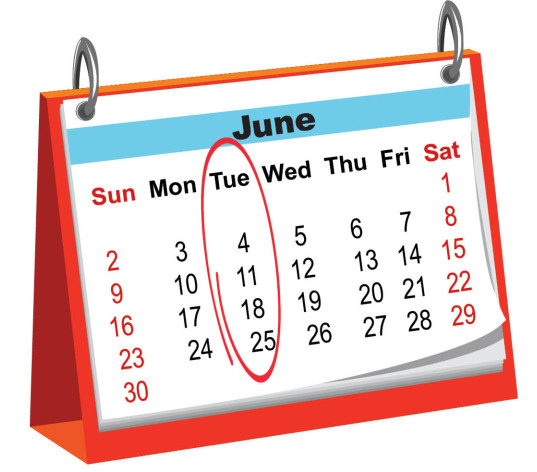 June
Sun Mon Tue Wed Thu Fri Sat
1
2 3 4 5 6 7 8
9 10 11 12 13 14 15
16 17 18 19 20 21 22
23 24 25 26 27 28 29
30